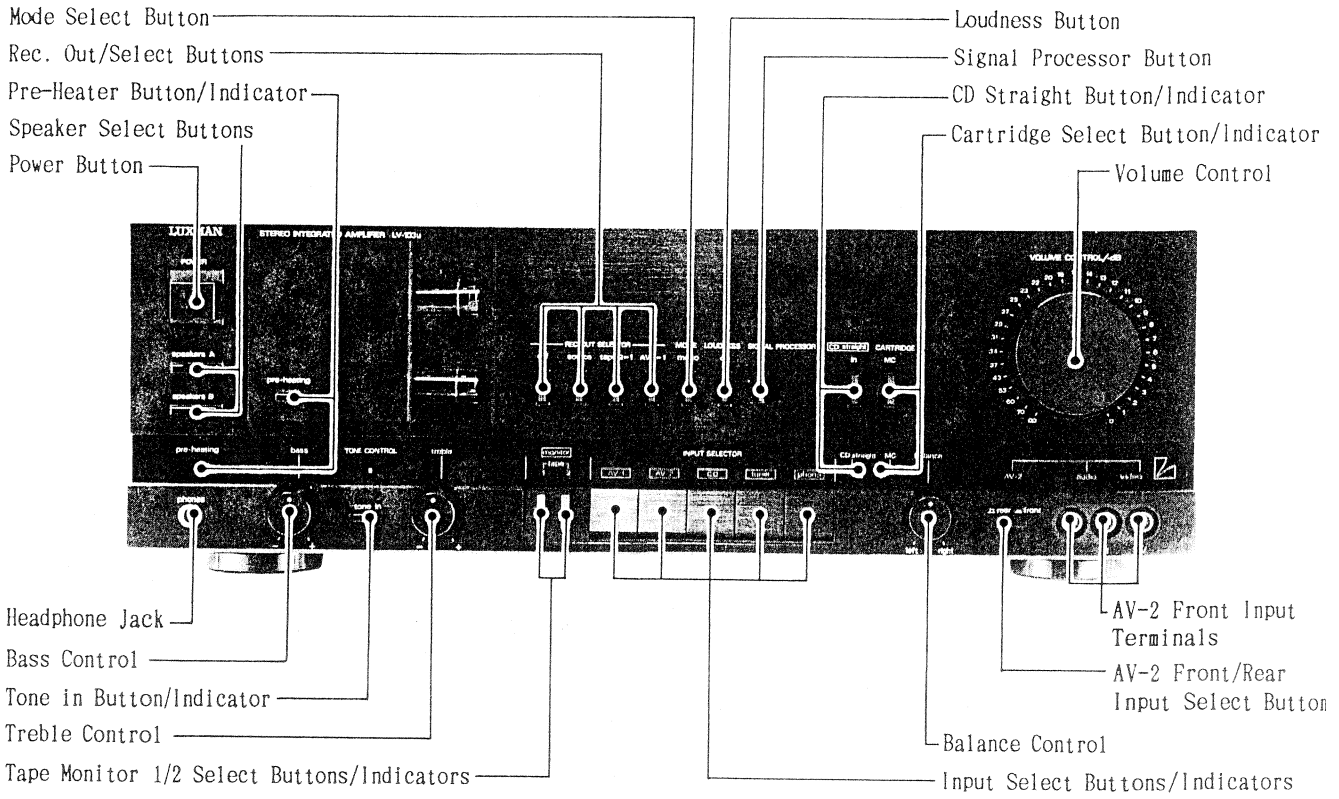 Mode Select Button
Rec. Out/Select Buttons
Pre-Heater Button/Indicator
Speaker Select Buttons
Power Button
Loudness Button
Signal Processor Button
CD Straight Button/Indicator
Cartridge Select Button/Indicator
Volume Control
LUXMAN STEREO INTEGRATED AMPLIFIER LV-103u
POWER
VOLUME CONTROL/-dB
speakers A
speakers B
pre-heating
REC OUT SELECTOR MODE LOUDNESS SIGNAL PROCESSOR CD straight CARTRIDGE
source AV-1 in MC
pre-heating bass TONE CONTROL treble
monitor
tape
INPUT SELECTOR
AV-1 AV-2 CD tuner phono
CD straight MC balance
AV-2 audio video
phones tone in
rear front
left right
Headphone Jack
Bass Control
Tone in Button/Indicator
Treble Control
Tape Monitor 1/2 Select Buttons/Indicators
AV-2 Front Input
Terminals
AV-2 Front/Rear
Input Select Button
Balance Control
Input Select Buttons/Indicators